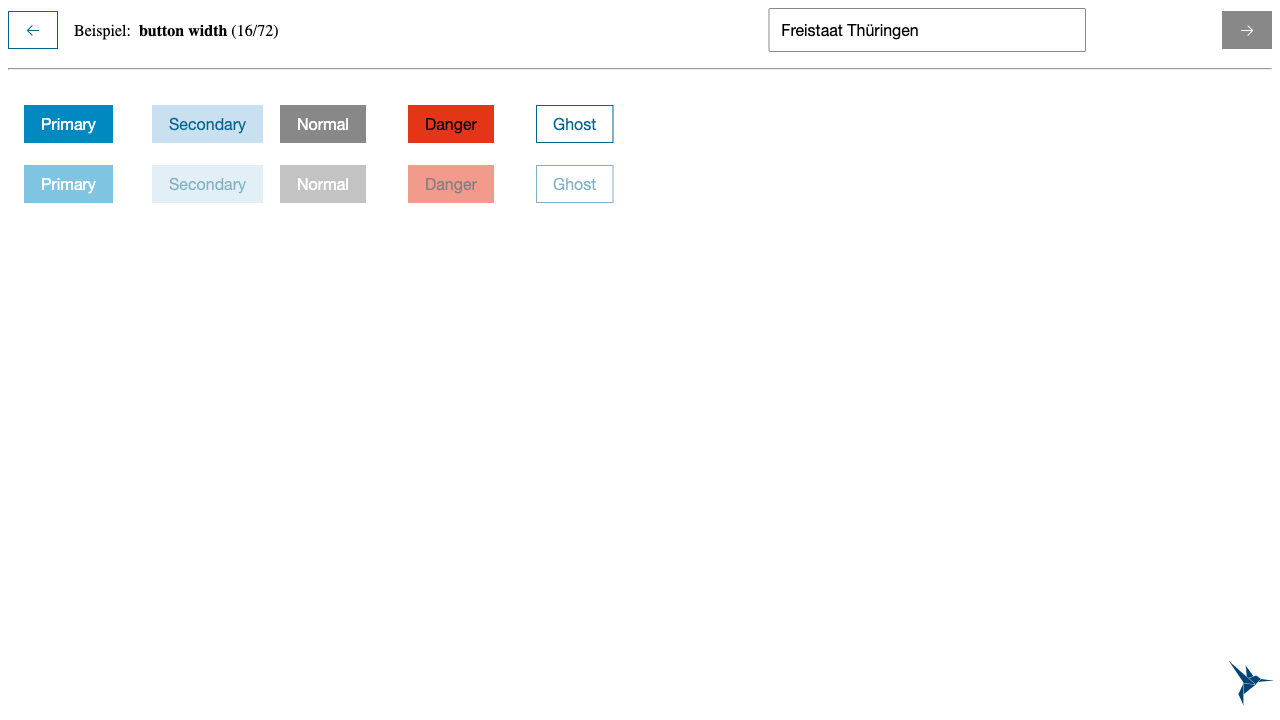 ← Beispiel: button width (16/72) Freistaat Thüringen →
Primary Secondary Normal Danger Ghost
Primary Secondary Normal Danger Ghost